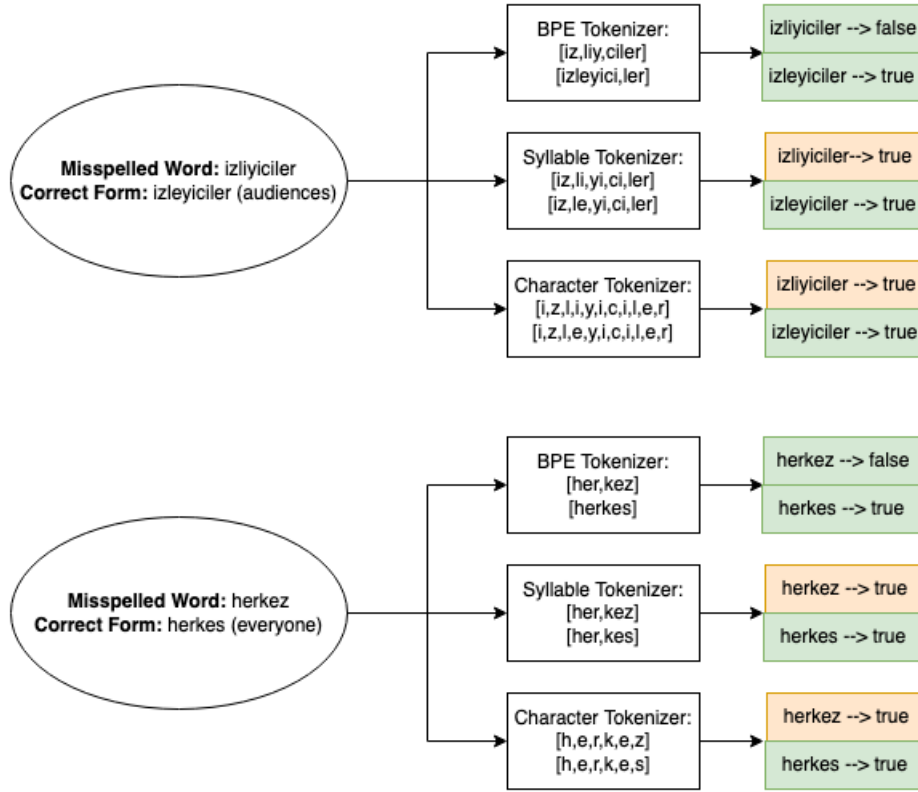 Misspelled Word: izliyiciler
Correct Form: izleyiciler (audiences)
BPE Tokenizer:
[iz,liy,ciler]
[izleyici,ler]
izliyiciler --> false
izleyiciler --> true
Syllable Tokenizer:
[iz,li,yi,ci,ler]
[iz,le,yi,ci,ler]
izliyiciler--> true
izleyiciler --> true
Character Tokenizer:
[i,z,l,i,y,i,c,i,l,e,r]
[i,z,l,e,y,i,c,i,l,e,r]
izliyiciler --> true
izleyiciler --> true
Misspelled Word: herkez
Correct Form: herkes (everyone)
BPE Tokenizer:
[her,kez]
[herkes]
herkez --> false
herkes --> true
Syllable Tokenizer:
[her,kez]
[her,kes]
herkez --> true
herkes --> true
Character Tokenizer:
[h,e,r,k,e,z]
[h,e,r,k,e,s]
herkez --> true
herkes --> true